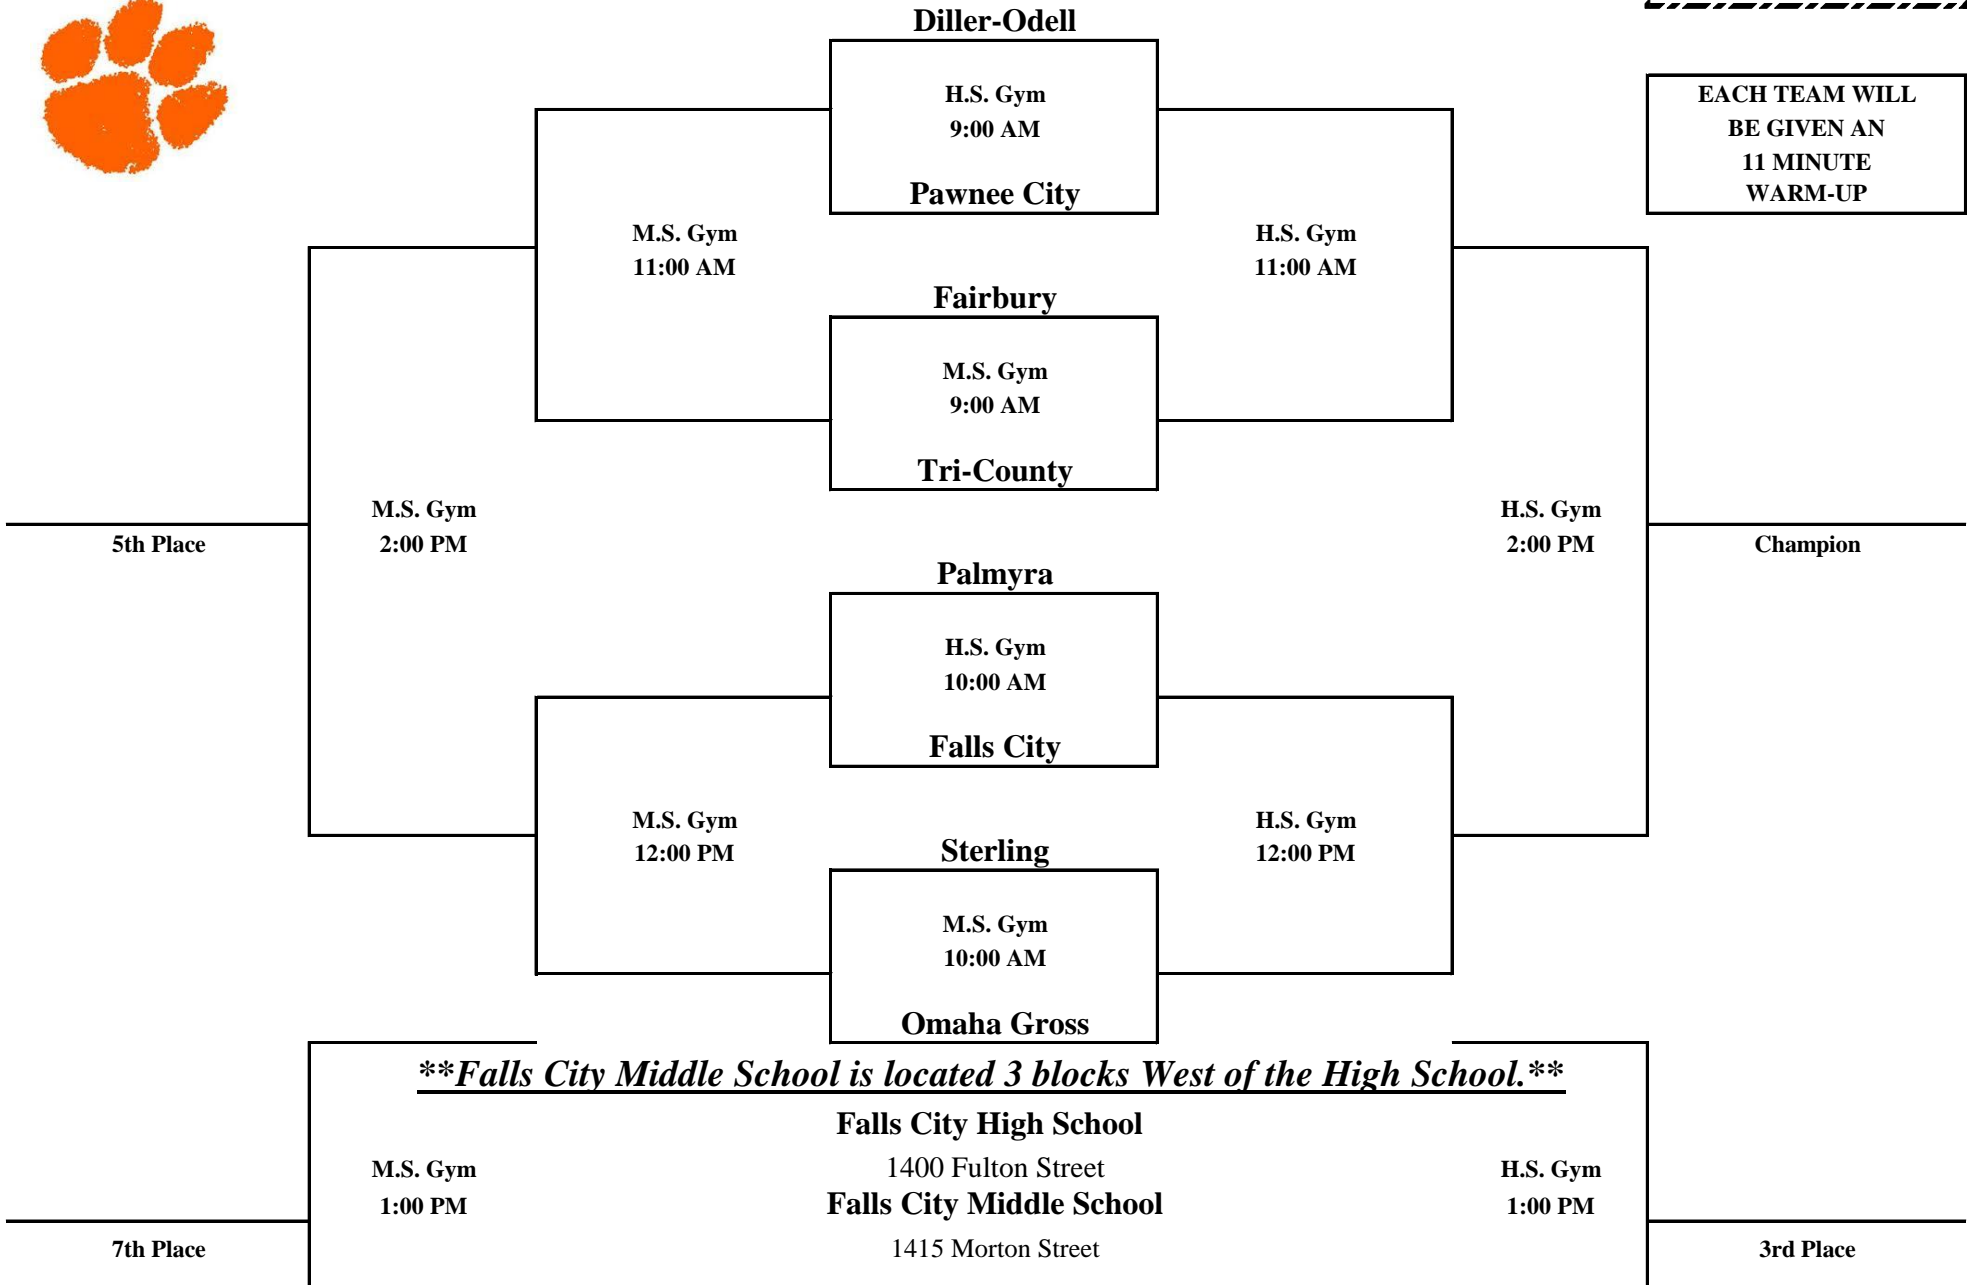 Diller-Odell
H.S. Gym
9:00 AM
Pawnee City
EACH TEAM WILL
BE GIVEN AN
11 MINUTE
WARM-UP
M.S. Gym
11:00 AM
H.S. Gym
11:00 AM
Fairbury
M.S. Gym
9:00 AM
Tri-County
M.S. Gym
2:00 PM
5th Place
H.S. Gym
2:00 PM
Champion
Palmyra
H.S. Gym
10:00 AM
Falls City
M.S. Gym
12:00 PM
H.S. Gym
12:00 PM
Sterling
M.S. Gym
10:00 AM
Omaha Gross
**Falls City Middle School is located 3 blocks West of the High School.**
Falls City High School
1400 Fulton Street
Falls City Middle School
1415 Morton Street
M.S. Gym
1:00 PM
7th Place
H.S. Gym
1:00 PM
3rd Place